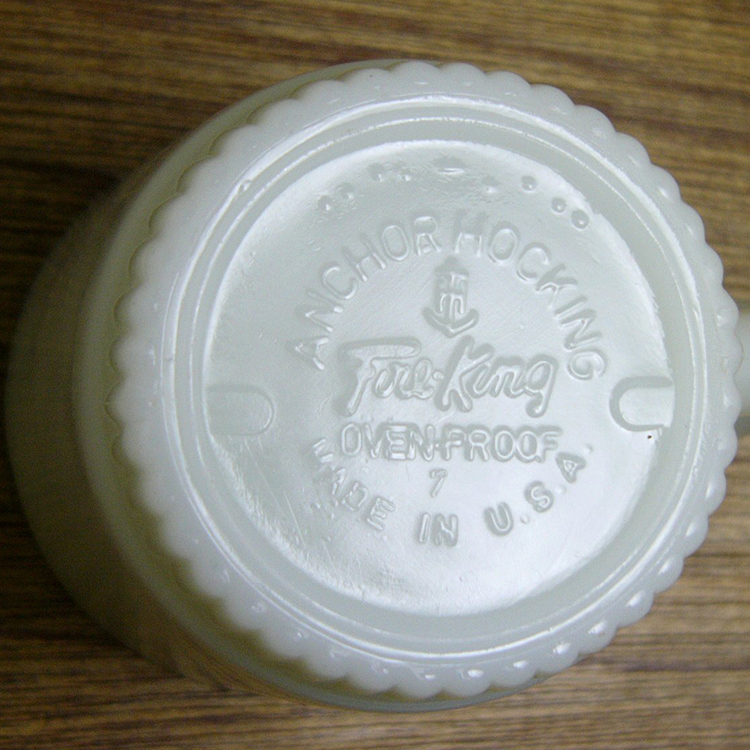 ANCHOR HOCKING
Fire-King
OVEN-PROOF
7
MADE IN U.S.A.